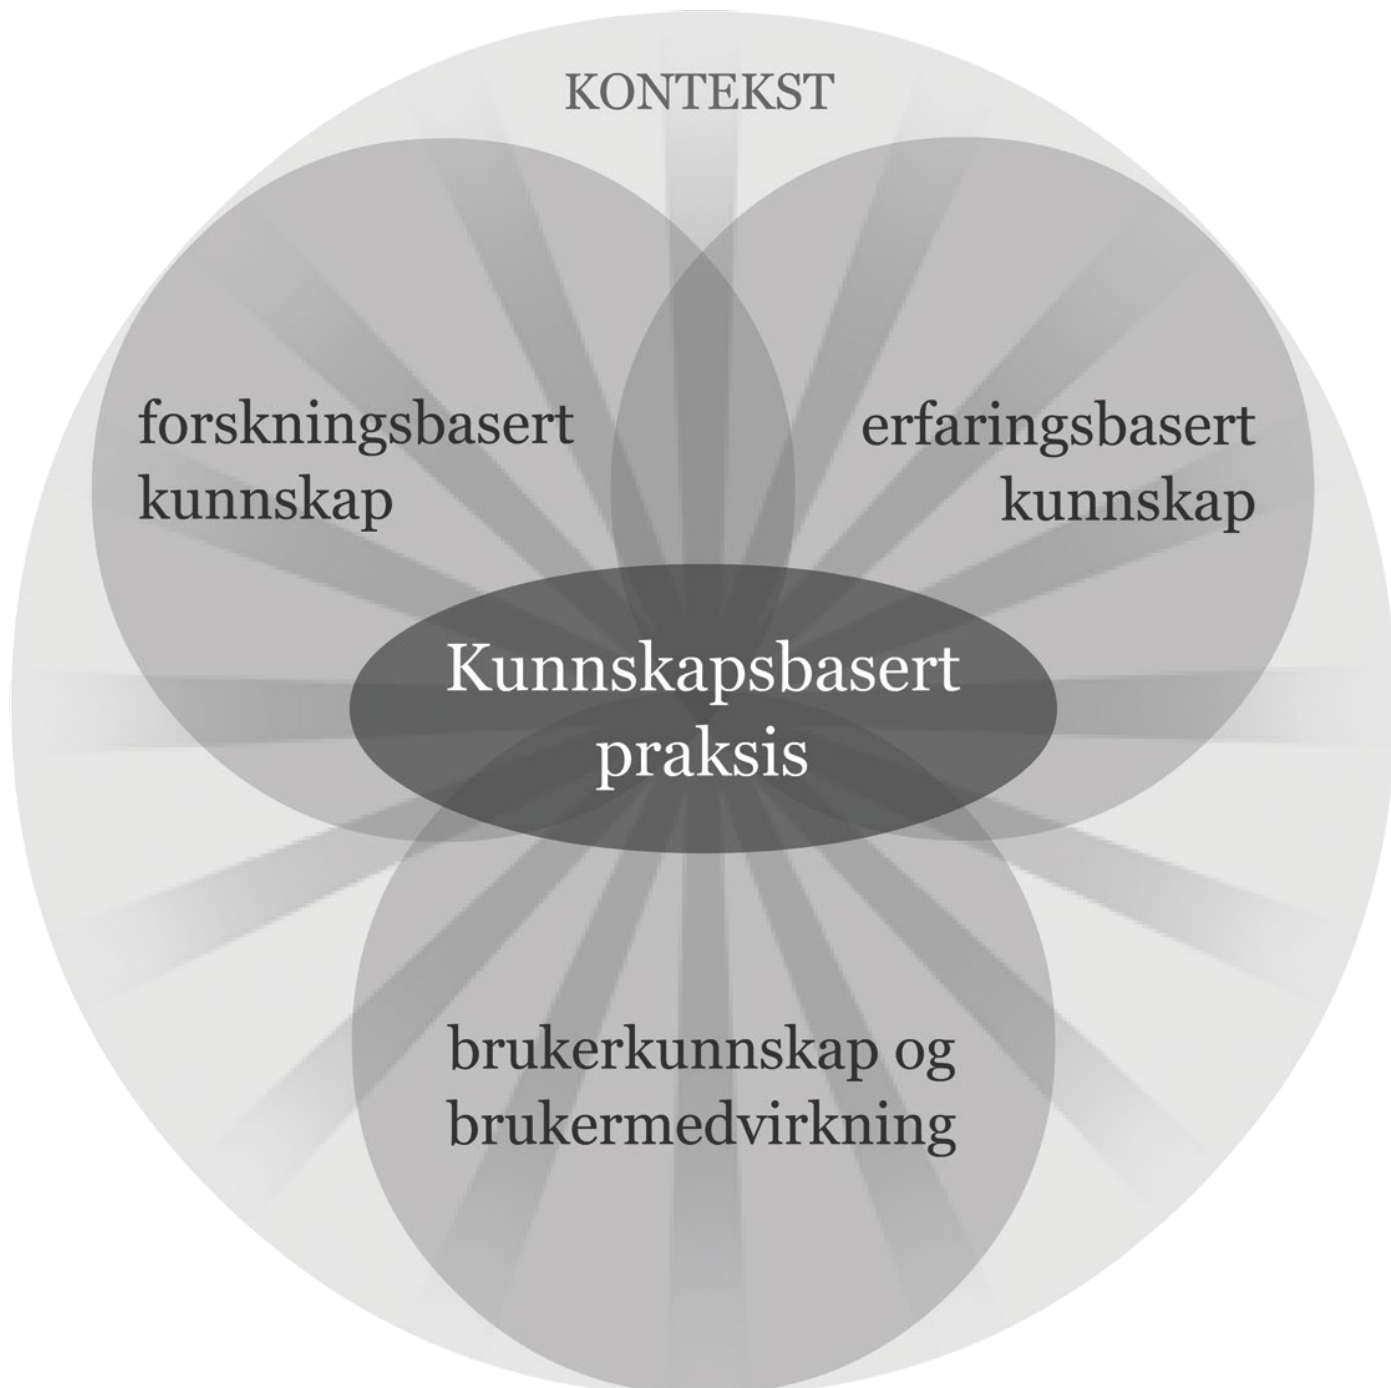 KONTEKST
forskningsbasert
kunnskap
erfaringsbasert
kunnskap
Kunnskapsbasert
praksis
brukerkunnskap og
brukermedvirkning